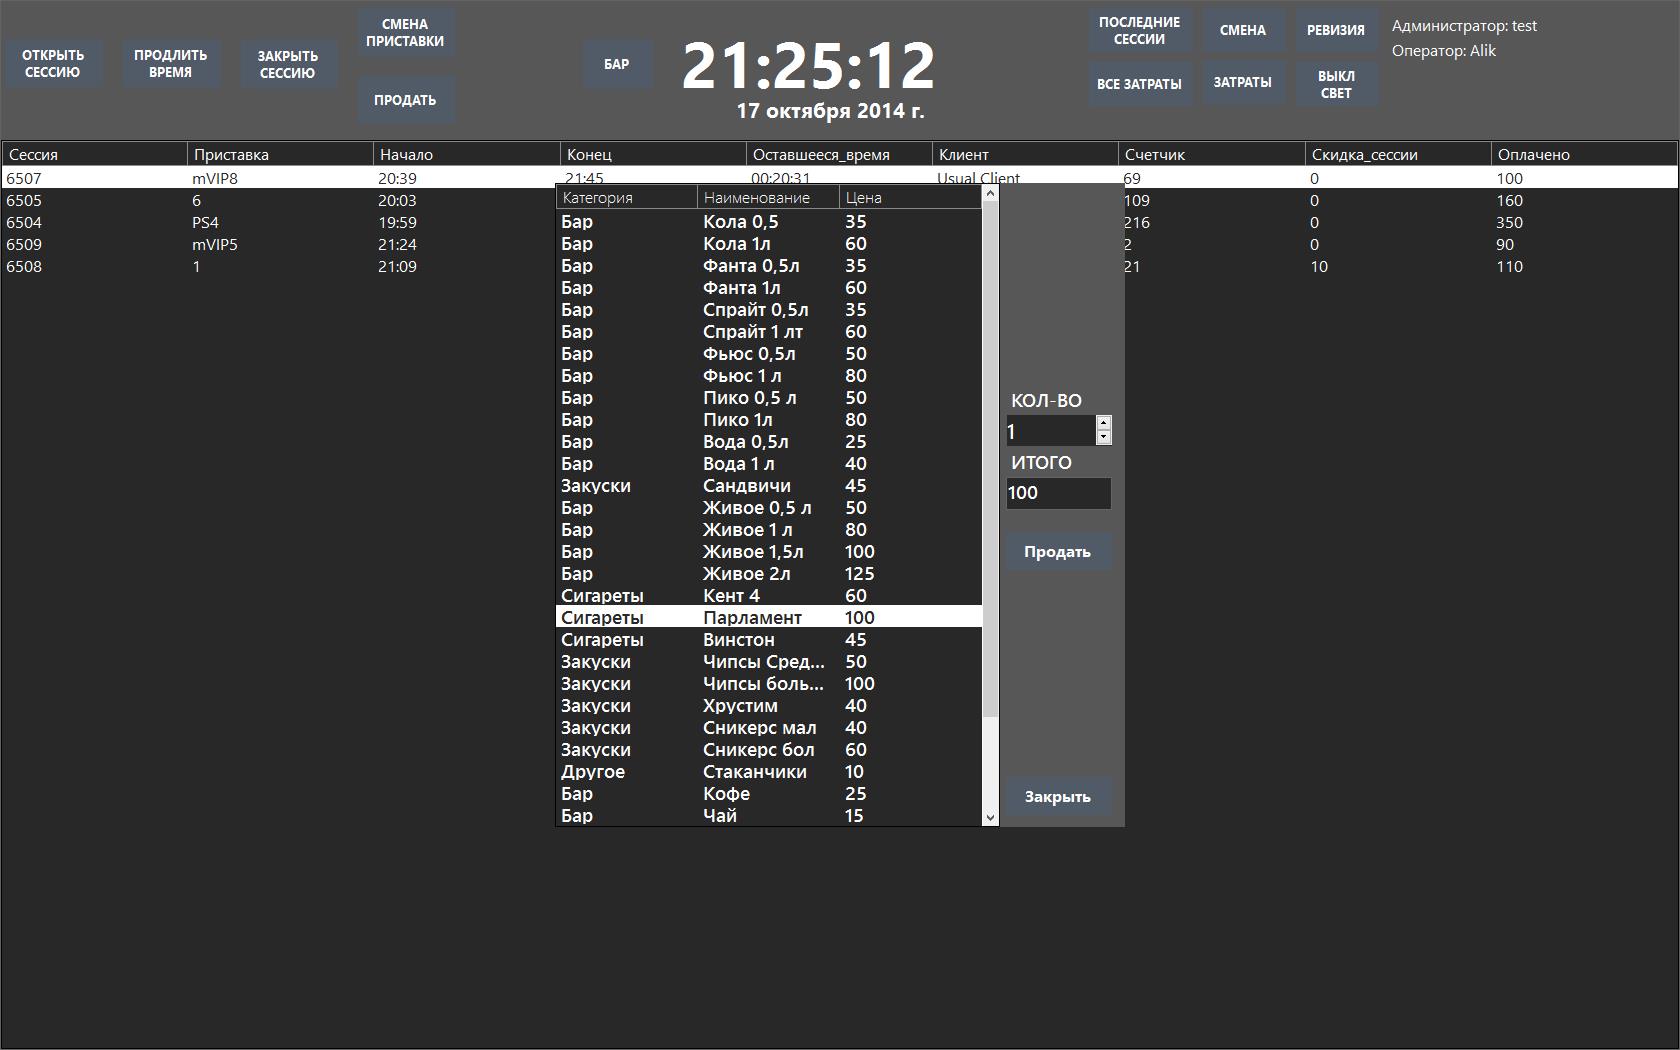 ОТКРЫТЬ
СЕССИЮ
ПРОДЛИТЬ
ВРЕМЯ
ЗАКРЫТЬ
СЕССИЮ
СМЕНА
ПРИСТАВКИ
ПРОДАТЬ
БАР
21:25:12
17 октября 2014 г.
ПОСЛЕДНИЕ
СЕССИИ
СМЕНА
РЕВИЗИЯ
ВСЕ ЗАТРАТЫ
ЗАТРАТЫ
ВЫКЛ
СВЕТ
Администратор: test
Оператор: Alik
Сессия Приставка Начало Конец Оставшееся_время Клиент Счетчик Скидка_сессии Оплачено
6507 mVIP8 20:39 21:45 00:20:31 Usual Client 69 0 100
6505 6 20:03 109 0 160
6504 PS4 19:59 216 0 350
6509 mVIP5 21:24 2 0 90
6508 1 21:09 21 10 110
Категория Наименование Цена
Бар Кола 0,5 35
Бар Кола 1л 60
Бар Фанта 0,5л 35
Бар Фанта 1л 60
Бар Спрайт 0,5л 35
Бар Спрайт 1 лт 60
Бар Фьюс 0,5л 50
Бар Фьюс 1 л 80
Бар Пико 0,5 л 50
Бар Пико 1л 80
Бар Вода 0,5л 25
Бар Вода 1 л 40
Закуски Сандвичи 45
Бар Живое 0,5 л 50
Бар Живое 1 л 80
Бар Живое 1,5л 100
Бар Живое 2л 125
Сигареты Кент 4 60
Сигареты Парламент 100
Сигареты Винстон 45
Закуски Чипсы Сред... 50
Закуски Чипсы боль... 100
Закуски Хрустим 40
Закуски Сникерс мал 40
Закуски Сникерс бол 60
Другое Стаканчики 10
Бар Кофе 25
Бар Чай 15
КОЛ-ВО
1
ИТОГО
100
Продать
Закрыть